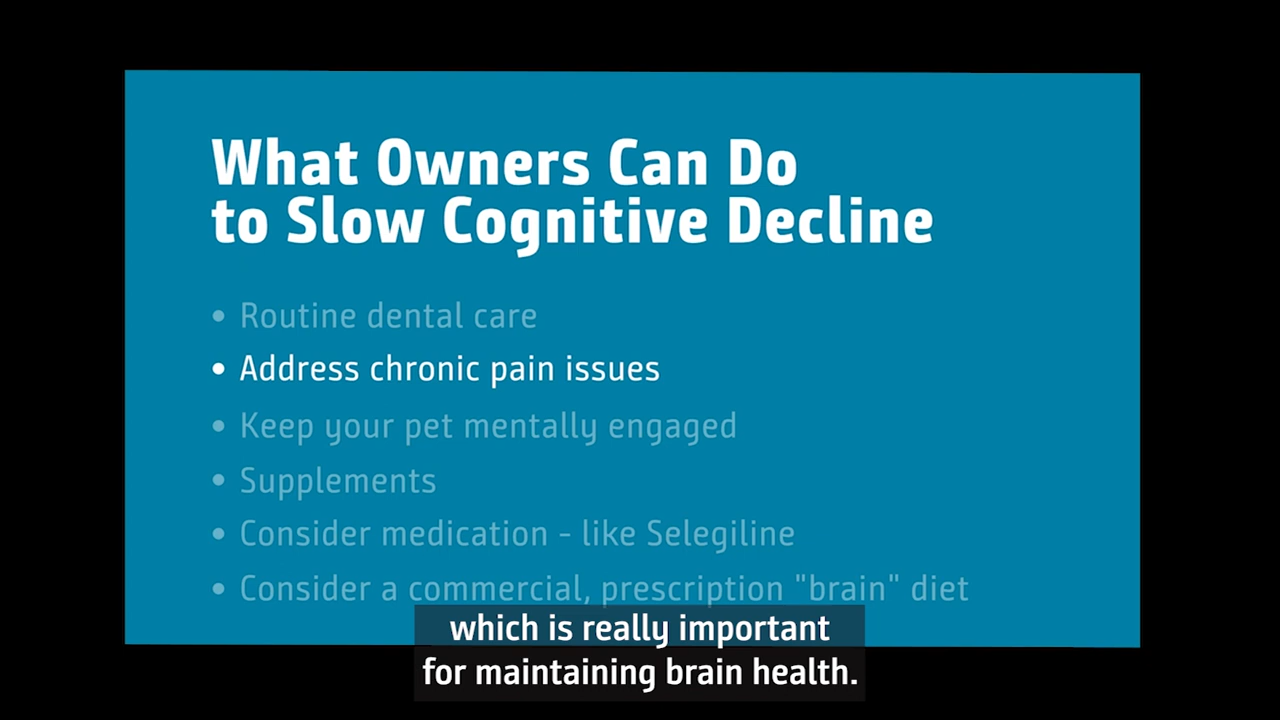 What Owners Can Do
to Slow Cognitive Decline
• Routine dental care
• Address chronic pain issues
• Keep your pet mentally engaged
• Supplements
• Consider medication - like Selegiline
• Consider a commercial, prescription "brain" diet
which is really important
for maintaining brain health.